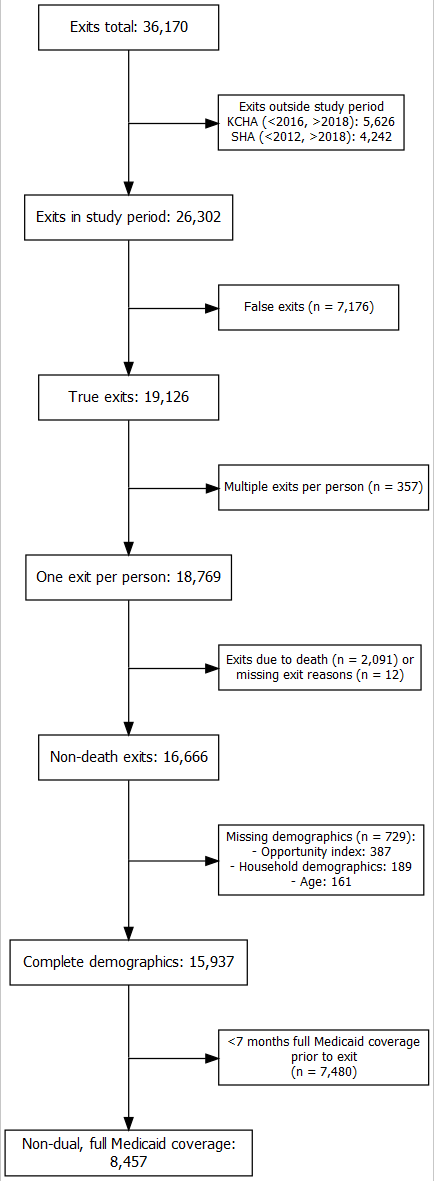 Exits total: 36,170
Exits outside study period
KCHA (<2016, >2018): 5,626
SHA (<2012, >2018): 4,242
Exits in study period: 26,302
False exits (n = 7,176)
True exits: 19,126
Multiple exits per person (n = 357)
One exit per person: 18,769
Exits due to death (n = 2,091) or
missing exit reasons (n = 12)
Non-death exits: 16,666
Missing demographics (n = 729):
- Opportunity index: 387
- Household demographics: 189
- Age: 161
Complete demographics: 15,937
<7 months full Medicaid coverage
prior to exit
(n = 7,480)
Non-dual, full Medicaid coverage:
8,457